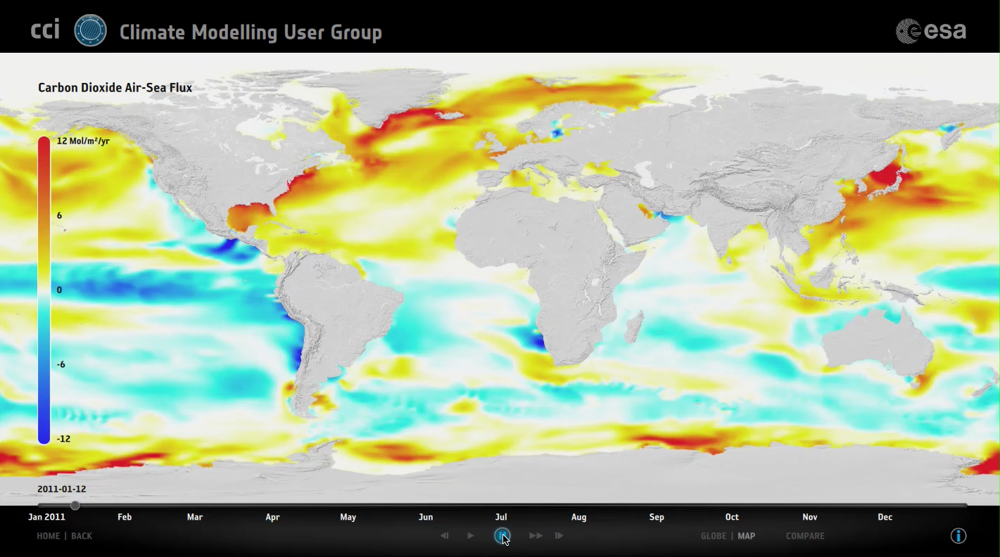 cci Climate Modelling User Group esa
Carbon Dioxide Air-Sea Flux
12 Mol/m²/yr
6
0
-6
-12
2011-01-12
Jan 2011 Feb Mar Apr May Jun Jul Aug Sep Oct Nov Dec
HOME | BACK GLOBE | MAP COMPARE i